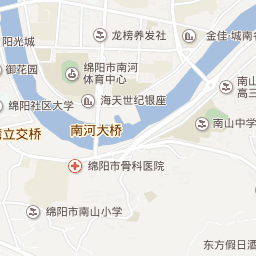 龙榜养发社
金佳·城南
阳光城
绵阳市南河
体育中心
御花园
南山
高三
海天世纪银座
绵阳社区大学
南山中学
南河大桥
立交桥
绵阳市骨科医院
绵阳市南山小学
东方假日酒